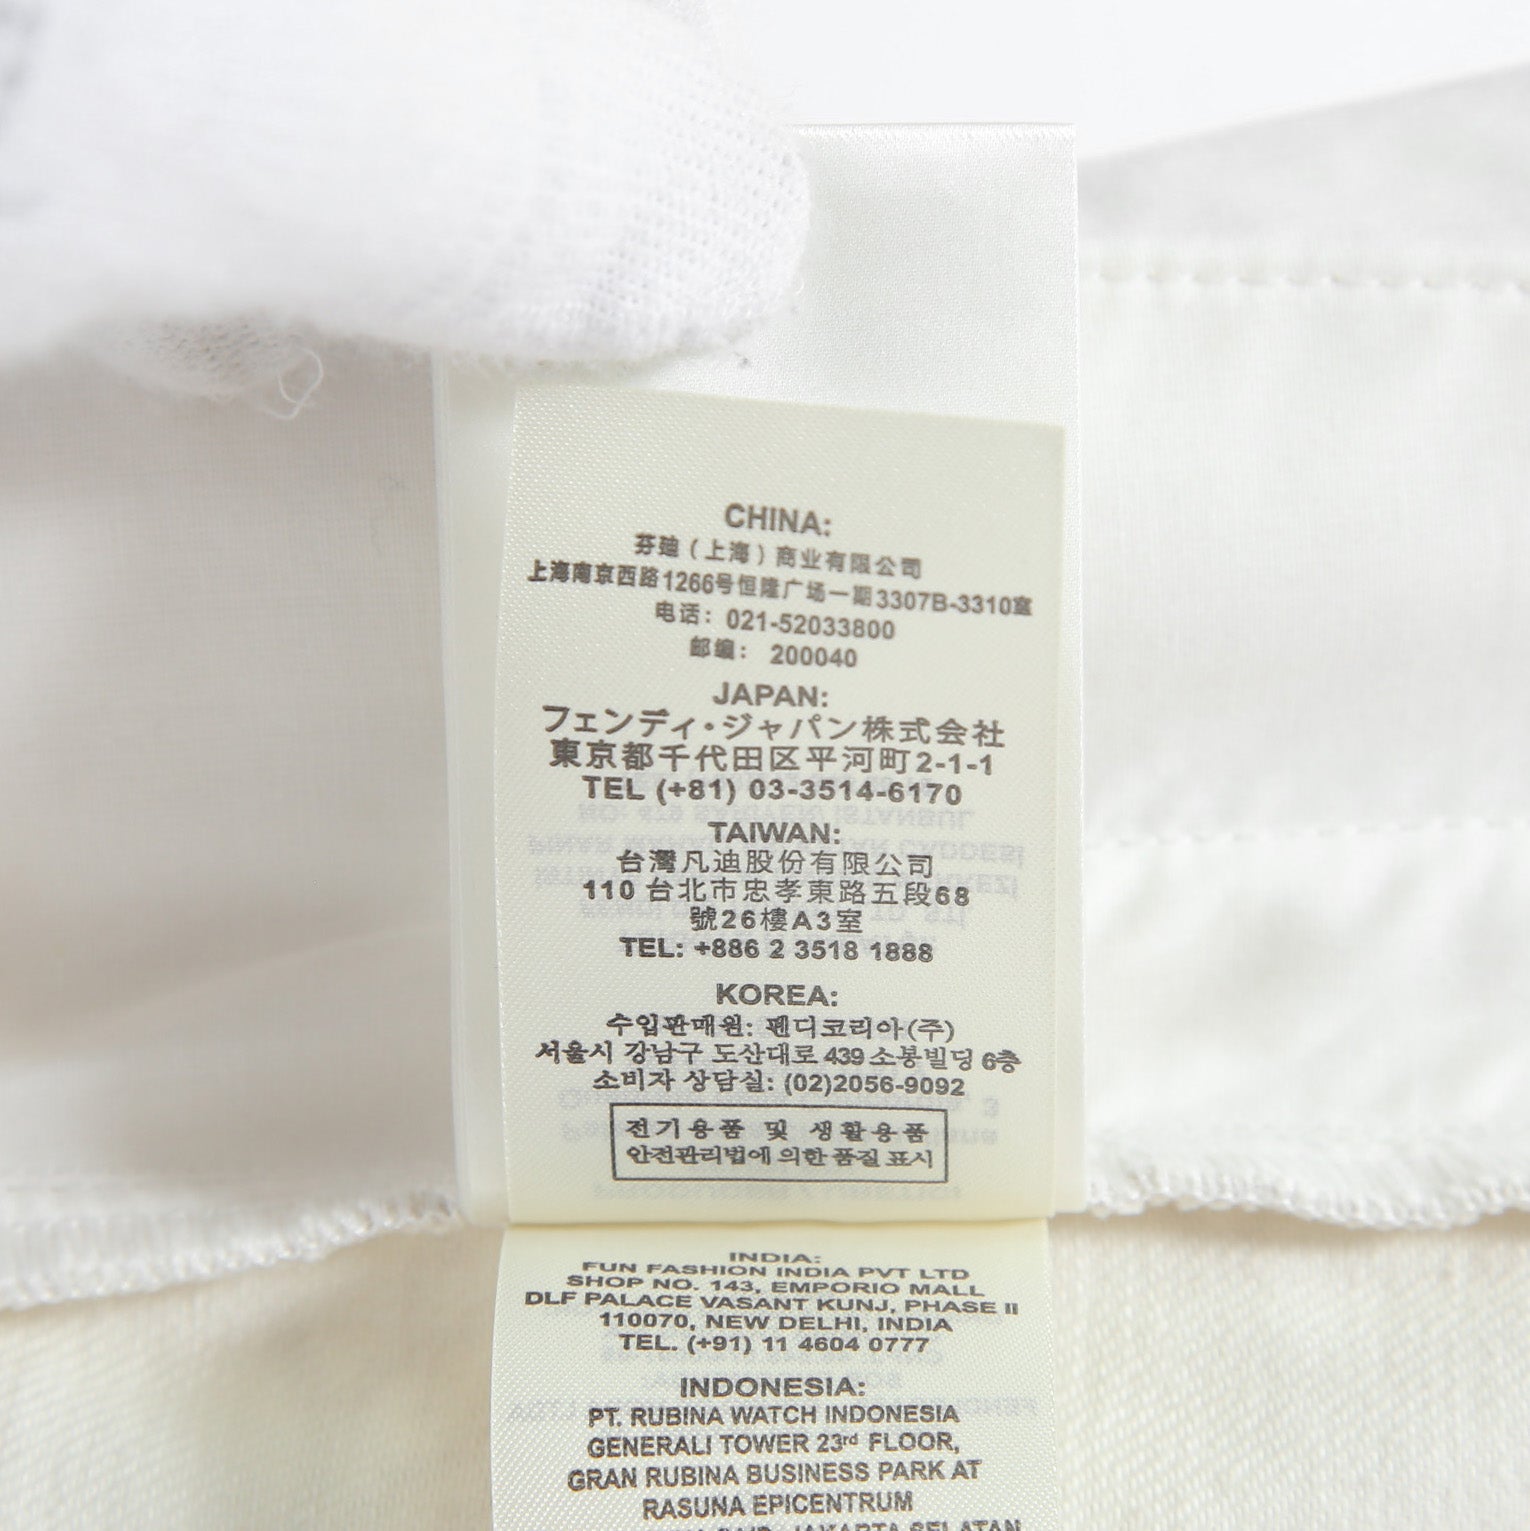 CHINA:
芬迪（上海）商业有限公司
上海南京西路1266号恒隆广场一期3307B-3310室
电话： 021-52033800
邮编： 200040
JAPAN:
フェンディ・ジャパン株式会社
東京都千代田区平河町2-1-1
TEL (+81) 03-3514-6170
TAIWAN:
台灣凡迪股份有限公司
110 台北市忠孝東路五段68
號26樓A3室
TEL: +886 2 3518 1888
KOREA:
수입판매원: 펜디코리아(주)
서울시 강남구 도산대로 439 소봉빌딩 6층
소비자 상담실: (02)2056-9092
전기용품 및 생활용품
안전관리법에 의한 품질 표시
INDIA:
FUN FASHION INDIA PVT LTD
SHOP NO. 143, EMPORIO MALL
DLF PALACE VASANT KUNJ, PHASE II
110070, NEW DELHI, INDIA
TEL. (+91) 11 4604 0777
INDONESIA:
PT. RUBINA WATCH INDONESIA
GENERALI TOWER 23rd FLOOR,
GRAN RUBINA BUSINESS PARK AT
RASUNA EPICENTRUM
JAKARTA SELATAN